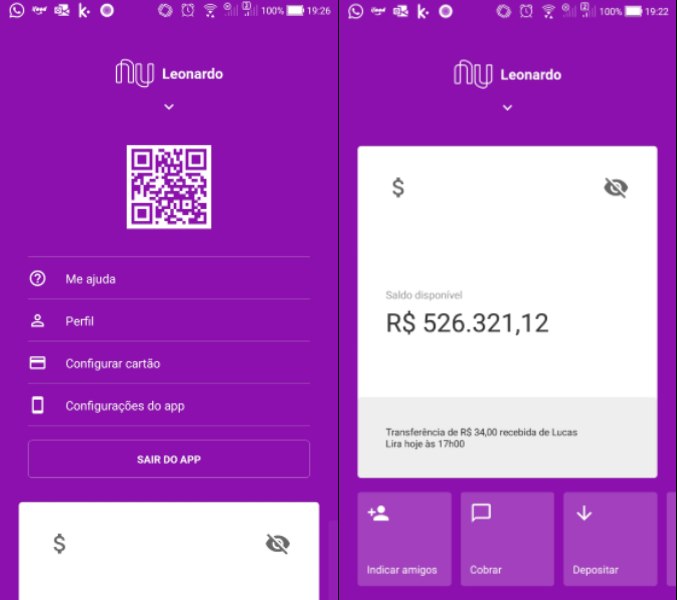 100% 19:26
nu Leonardo
Me ajuda
Perfil
Configurar cartão
Configurações do app
SAIR DO APP
$
100% 19:22
nu Leonardo
$
Saldo disponível
R$ 526.321,12
Transferência de R$ 34,00 recebida de Lucas
Lira hoje às 17h00
Indicar amigos
Cobrar
Depositar